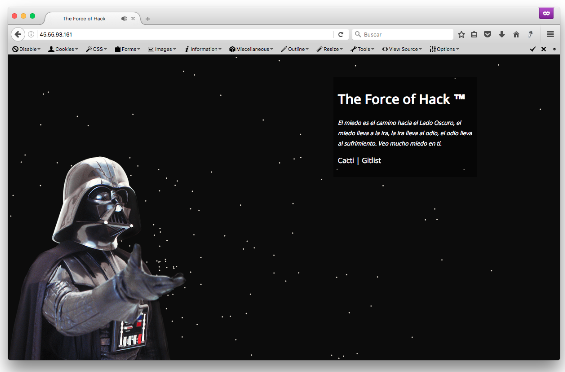 The Force of Hack
45.55.93.161
Buscar
Disable Cookies CSS Forms Images Information Miscellaneous Outline Resize Tools View Source Options
The Force of Hack ™
El miedo es el camino hacia el Lado Oscuro, el
miedo lleva a la ira, la ira lleva al odio, el odio lleva
al sufrimiento. Veo mucho miedo en ti.
Catti | Gitlist